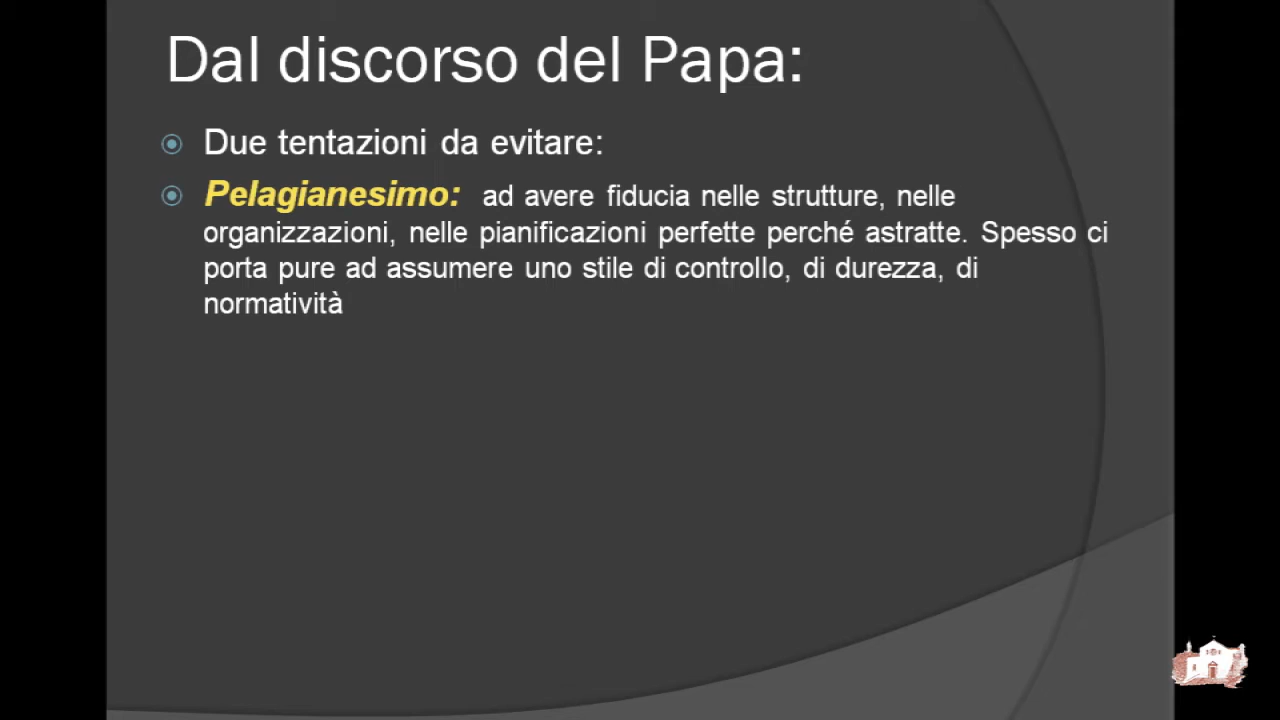 Dal discorso del Papa:
Due tentazioni da evitare:
Pelagianesimo: ad avere fiducia nelle strutture, nelle
organizzazioni, nelle pianificazioni perfette perché astratte. Spesso ci
porta pure ad assumere uno stile di controllo, di durezza, di
normatività